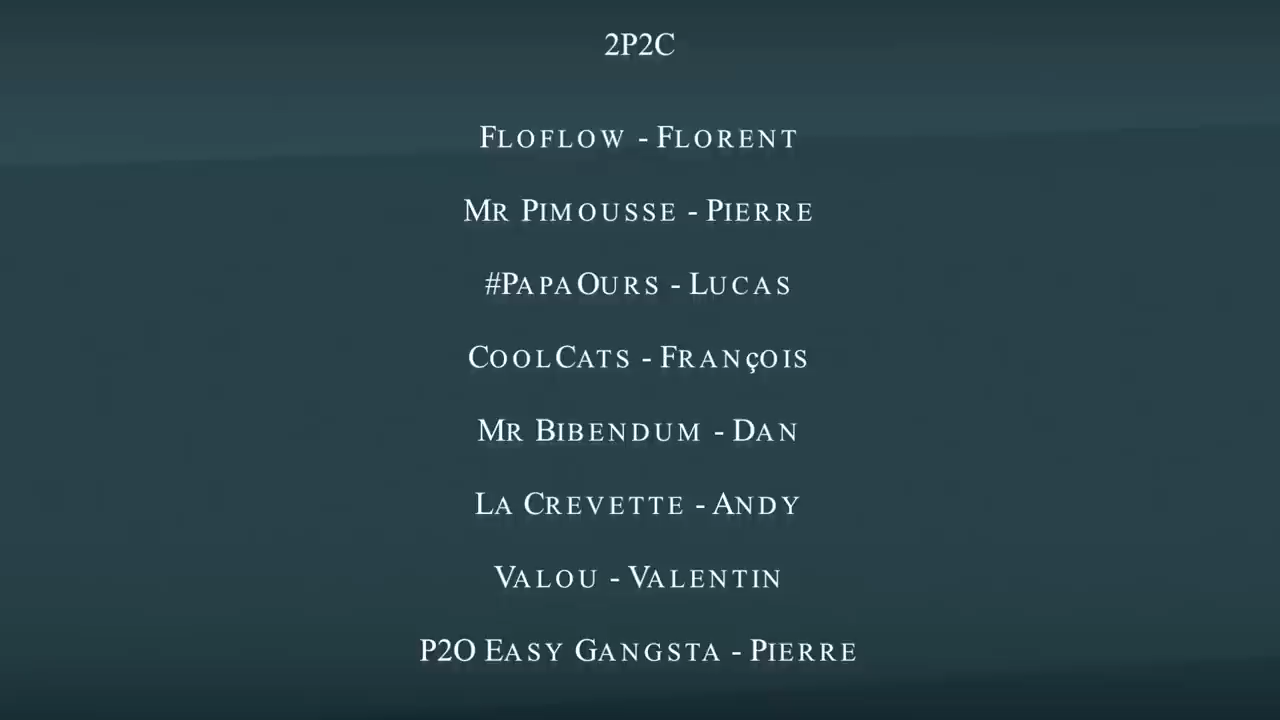 2P2C
FLOFLOW - FLORENT
MR PIMOUSSE - PIERRE
#PAPAOURS - LUCAS
COOLCATS - FRANçOIS
MR BIBENDUM - DAN
LA CREVETTE - ANDY
VALOU - VALENTIN
P2O EASY GANGSTA - PIERRE